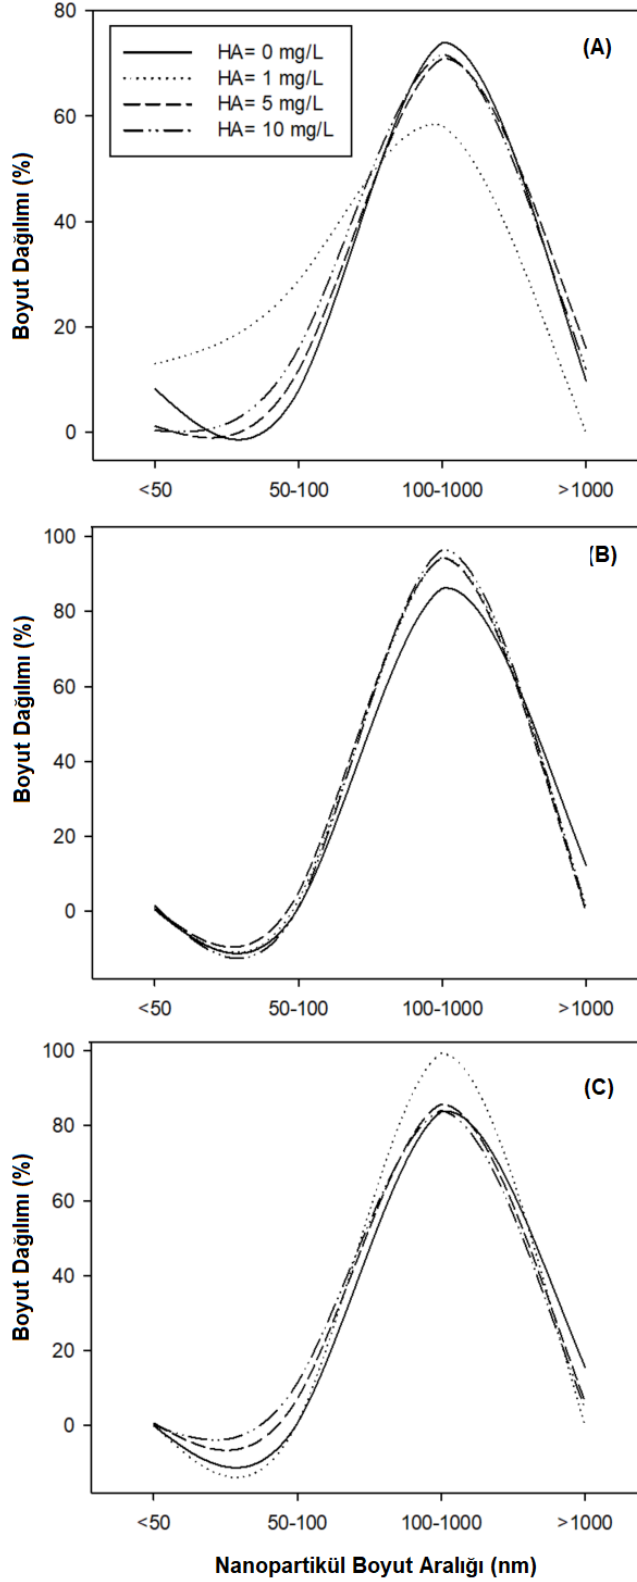 80
60
40
20
0
Boyut Dağılımı (%)
HA= 0 mg/L
HA= 1 mg/L
HA= 5 mg/L
HA= 10 mg/L
(A)
<50 50-100 100-1000 >1000
100
80
60
40
20
0
Boyut Dağılımı (%)
(B)
<50 50-100 100-1000 >1000
100
80
60
40
20
0
Boyut Dağılımı (%)
(C)
<50 50-100 100-1000 >1000
Nanopartikül Boyut Aralığı (nm)